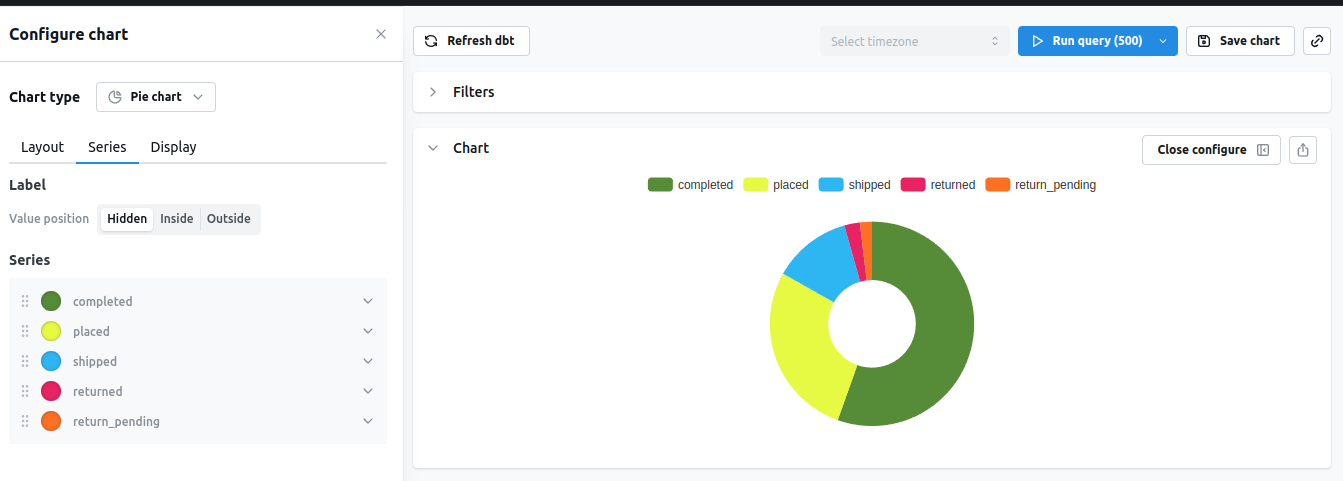 Configure chart
Chart type Pie chart
Layout Series Display
Label
Value position Hidden Inside Outside
Series
completed
placed
shipped
returned
return_pending
Refresh dbt Select timezone Run query (500) Save chart
Filters
Chart Close configure
completed placed shipped returned return_pending